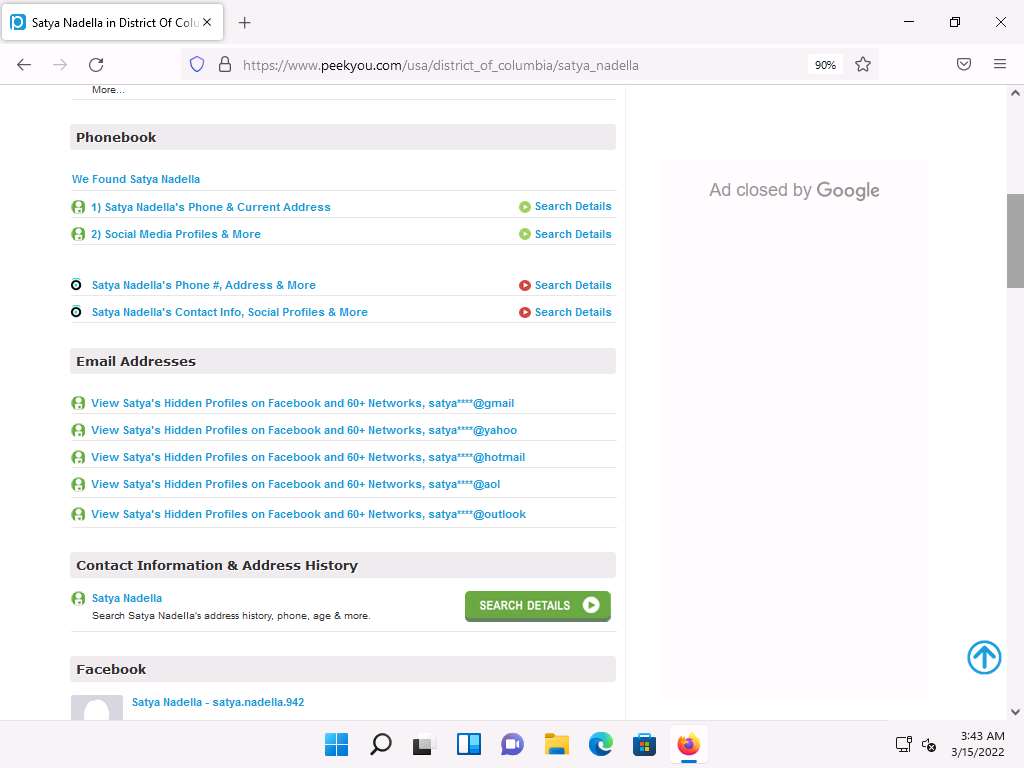 Satya Nadella in District Of Colu
https://www.peekyou.com/usa/district_of_columbia/satya_nadella
90%
More...
Phonebook
We Found Satya Nadella
1) Satya Nadella's Phone & Current Address
Search Details
2) Social Media Profiles & More
Search Details
Satya Nadella's Phone #, Address & More
Search Details
Satya Nadella's Contact Info, Social Profiles & More
Search Details
Email Addresses
View Satya's Hidden Profiles on Facebook and 60+ Networks, satya****@gmail
View Satya's Hidden Profiles on Facebook and 60+ Networks, satya****@yahoo
View Satya's Hidden Profiles on Facebook and 60+ Networks, satya****@hotmail
View Satya's Hidden Profiles on Facebook and 60+ Networks, satya****@aol
View Satya's Hidden Profiles on Facebook and 60+ Networks, satya****@outlook
Contact Information & Address History
Satya Nadella
Search Satya Nadella's address history, phone, age & more.
SEARCH DETAILS
Facebook
Satya Nadella - satya.nadella.942
Ad closed by Google
3:43 AM
3/15/2022